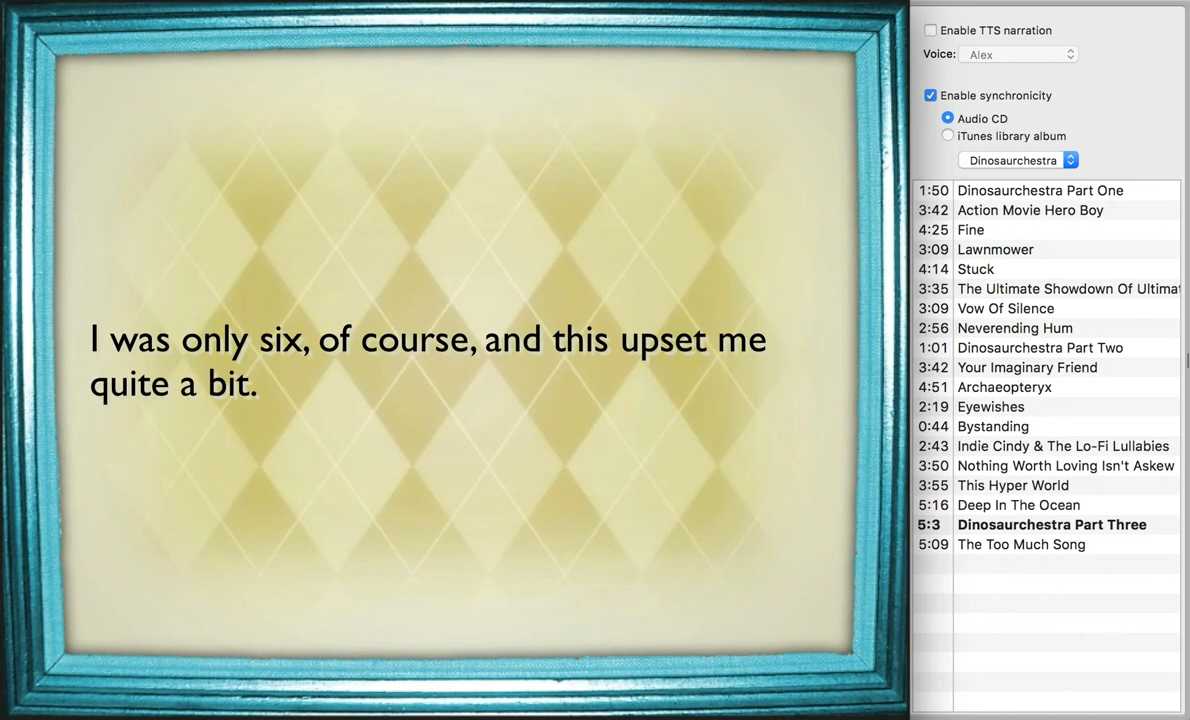 I was only six, of course, and this upset me
quite a bit.
Enable TTS narration
Voice: Alex
Enable synchronicity
Audio CD
iTunes library album
Dinosaurchestra
1:50 Dinosaurchestra Part One
3:42 Action Movie Hero Boy
4:25 Fine
3:09 Lawnmower
4:14 Stuck
3:35 The Ultimate Showdown Of Ultimat
3:09 Vow Of Silence
2:56 Neverending Hum
1:01 Dinosaurchestra Part Two
3:42 Your Imaginary Friend
4:51 Archaeopteryx
2:19 Eyewishes
0:44 Bystanding
2:43 Indie Cindy & The Lo-Fi Lullabies
3:50 Nothing Worth Loving Isn't Askew
3:55 This Hyper World
5:16 Deep In The Ocean
5:3 Dinosaurchestra Part Three
5:09 The Too Much Song